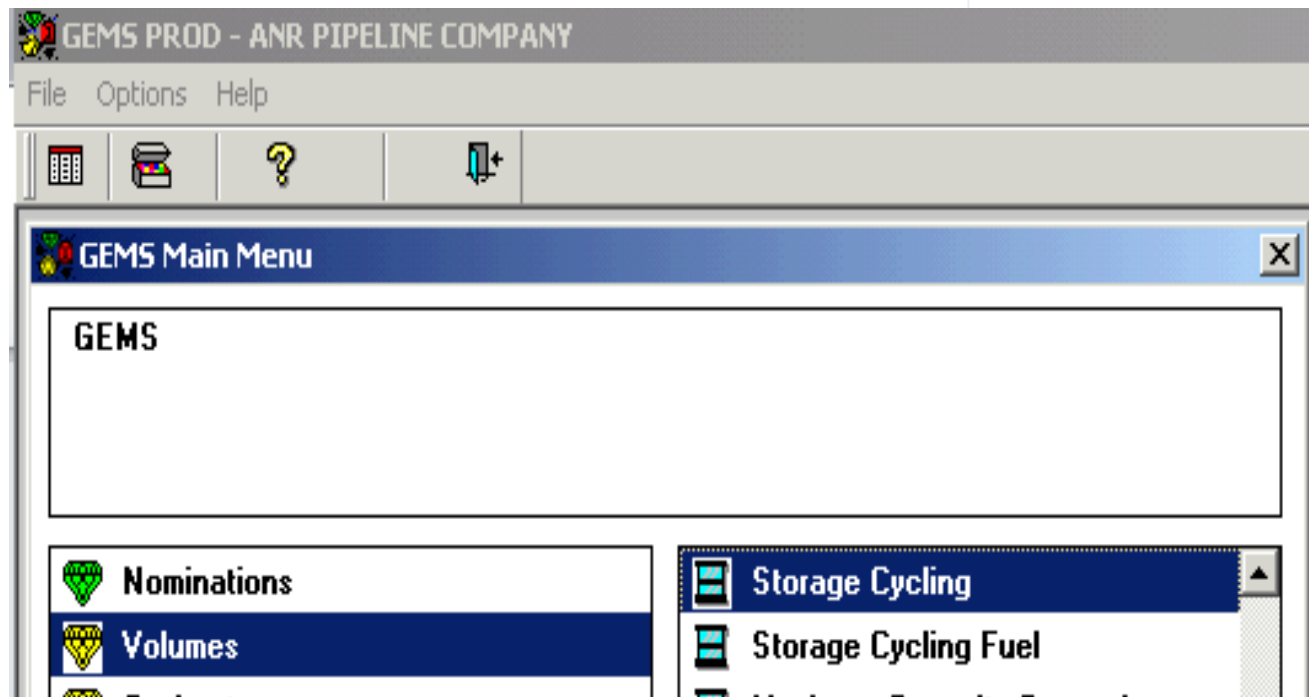 GEMS PROD - ANR PIPELINE COMPANY
File Options Help
GEMS Main Menu
GEMS
Nominations
Volumes
Storage Cycling
Storage Cycling Fuel